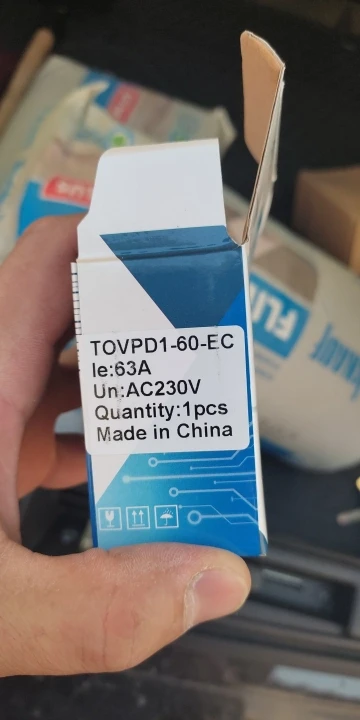 TOVPD1-60-EC
Ie:63A
Un:AC230V
Quantity:1pcs
Made in China